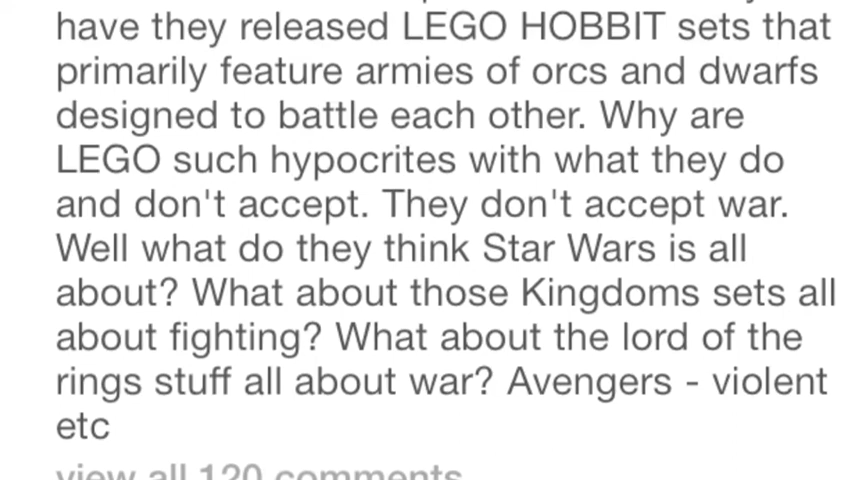 have they released LEGO HOBBIT sets that
primarily feature armies of orcs and dwarfs
designed to battle each other. Why are
LEGO such hypocrites with what they do
and don't accept. They don't accept war.
Well what do they think Star Wars is all
about? What about those Kingdoms sets all
about fighting? What about the lord of the
rings stuff all about war? Avengers - violent
etc
view all 120 comments